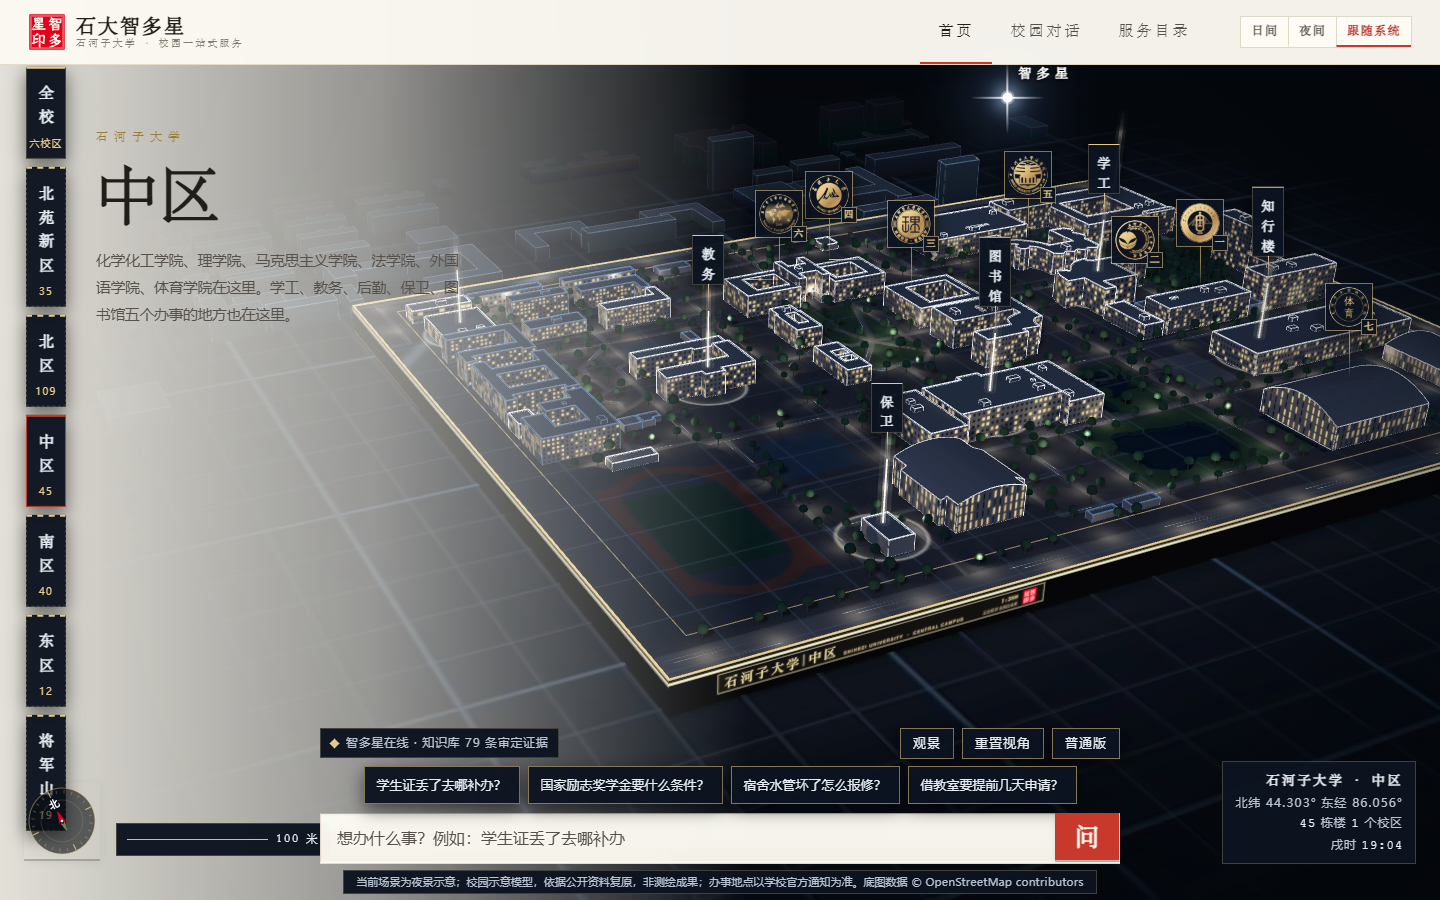 星智
印多
石大智多星
石河子大学 · 校园一站式服务
首页
校园对话
服务目录
日间
夜间
跟随系统
全校
六校区
北苑新区
35
北区
109
中区
45
南区
40
东区
12
将军山
19
北
石河子大学
中区
化学化工学院、理学院、马克思主义学院、法学院、外国
语学院、体育学院在这里。学工、教务、后勤、保卫、图
书馆五个办事的地方也在这里。
智多星
学工
五
四
六
三
二
一
知行楼
教务
图书馆
体育
七
保卫
石河子大学 | 中区
SHIHEZI UNIVERSITY · CENTRAL CAMPUS
智多星在线 · 知识库 79 条审定证据
观景
重置视角
普通版
学生证丢了去哪补办？
国家励志奖学金要什么条件？
宿舍水管坏了怎么报修？
借教室要提前几天申请？
100 米
想办什么事？例如：学生证丢了去哪补办
问
当前场景为夜景示意；校园示意模型，依据公开资料复原，非测绘成果；办事地点以学校官方通知为准。底图数据 © OpenStreetMap contributors
石河子大学 · 中区
北纬 44.303° 东经 86.056°
45 栋楼 1 个校区
戌时 19:04